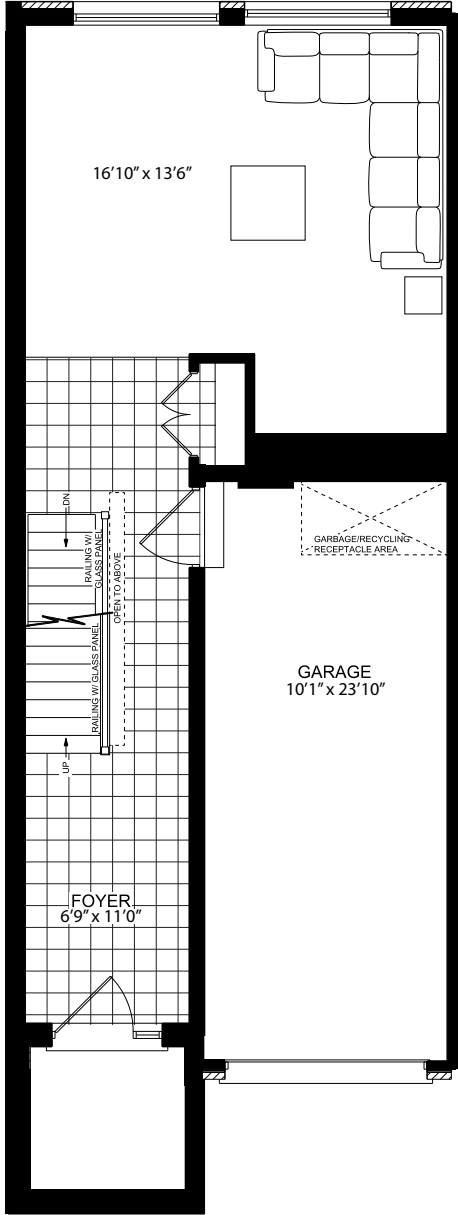 16'10" x 13'6"
DN
RAILING W/
GLASS PANEL
OPEN TO ABOVE
GARBAGE/RECYCLING
RECEPTACLE AREA
RAILING W/ GLASS PANEL
GARAGE
10'1" x 23'10"
UP
FOYER
6'9" x 11'0"